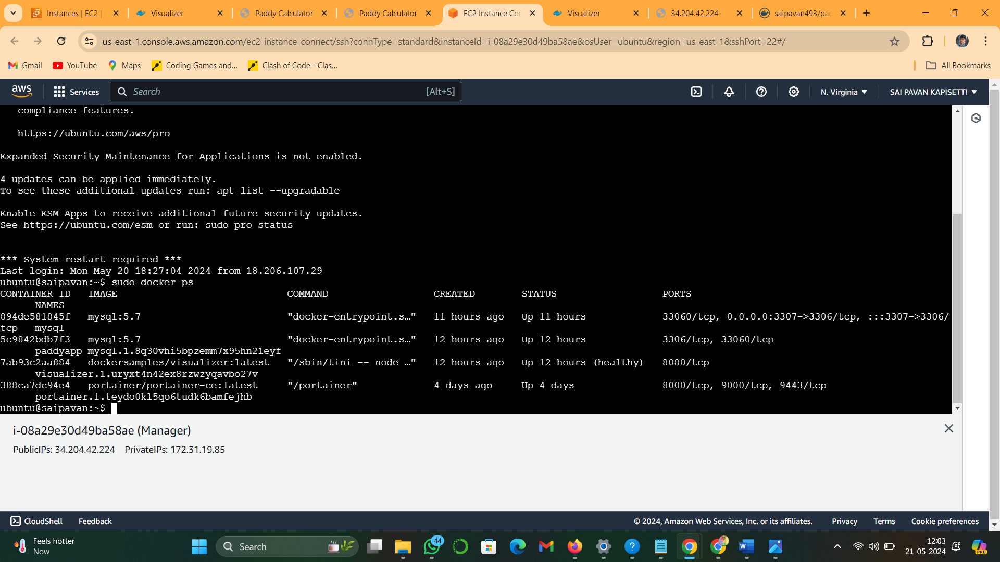 Instances | EC2 |
Visualizer
Paddy Calculator
Paddy Calculator
EC2 Instance Con
Visualizer
34.204.42.224
saipavan493/pad
us-east-1.console.aws.amazon.com/ec2-instance-connect/ssh?connType=standard&instanceId=i-08a29e30d49ba58ae&osUser=ubuntu&region=us-east-1&sshPort=22#/
Gmail
YouTube
Maps
Coding Games and...
Clash of Code - Clas...
All Bookmarks
aws
Services
Search
[Alt+S]
N. Virginia
SAI PAVAN KAPISETTI
compliance features.
https://ubuntu.com/aws/pro
Expanded Security Maintenance for Applications is not enabled.
4 updates can be applied immediately.
To see these additional updates run: apt list --upgradable
Enable ESM Apps to receive additional future security updates.
See https://ubuntu.com/esm or run: sudo pro status
*** System restart required ***
Last login: Mon May 20 18:27:04 2024 from 18.206.107.29
ubuntu@saipavan:~$ sudo docker ps
CONTAINER ID   IMAGE                             COMMAND                  CREATED        STATUS                  PORTS
NAMES
894de581845f   mysql:5.7                         "docker-entrypoint.s…"   11 hours ago   Up 11 hours             33060/tcp, 0.0.0.0:3307->3306/tcp, :::3307->3306/
tcp   mysql
5c9842bdb7f3   mysql:5.7                         "docker-entrypoint.s…"   12 hours ago   Up 12 hours             3306/tcp, 33060/tcp
paddyapp_mysql.1.8q30vhi5bpzemm7x95hn21eyf
7ab93c2aa884   dockersamples/visualizer:latest   "/sbin/tini -- node …"   12 hours ago   Up 12 hours (healthy)   8080/tcp
visualizer.1.uryxt4n42ex8rzwzyqavbo27v
388ca7dc94e4   portainer/portainer-ce:latest     "/portainer"             4 days ago     Up 4 days               8000/tcp, 9000/tcp, 9443/tcp
portainer.1.teydo0kl5qo6tudk6bamfejhb
ubuntu@saipavan:~$
i-08a29e30d49ba58ae (Manager)
PublicIPs: 34.204.42.224   PrivateIPs: 172.31.19.85
CloudShell
Feedback
© 2024, Amazon Web Services, Inc. or its affiliates.
Privacy
Terms
Cookie preferences
Feels hotter
Now
Search
44
12:03
21-05-2024
PRE